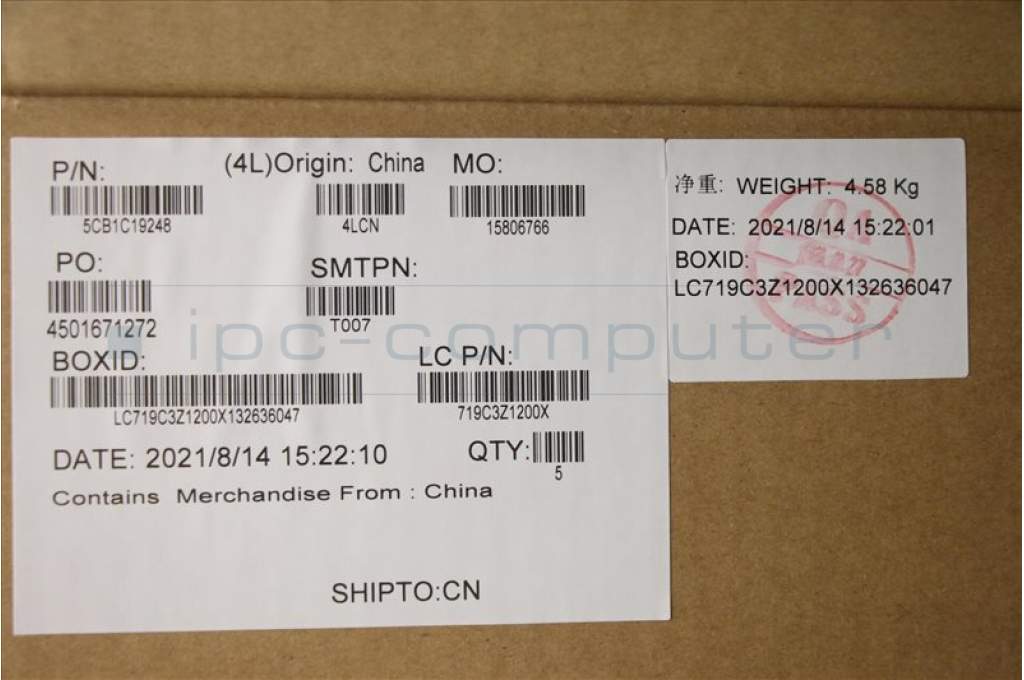 P/N:
5CB1C19248
(4L)Origin: China
4LCN
MO:
15806766
PO:
4501671272
SMTPN:
T007
BOXID:
LC719C3Z1200X132636047
LC P/N:
719C3Z1200X
DATE: 2021/8/14 15:22:10
QTY:
5
Contains Merchandise From : China
SHIPTO:CN
净重: WEIGHT: 4.58 Kg
DATE: 2021/8/14 15:22:01
BOXID:
LC719C3Z1200X132636047
QA
PASS
ipc-computer